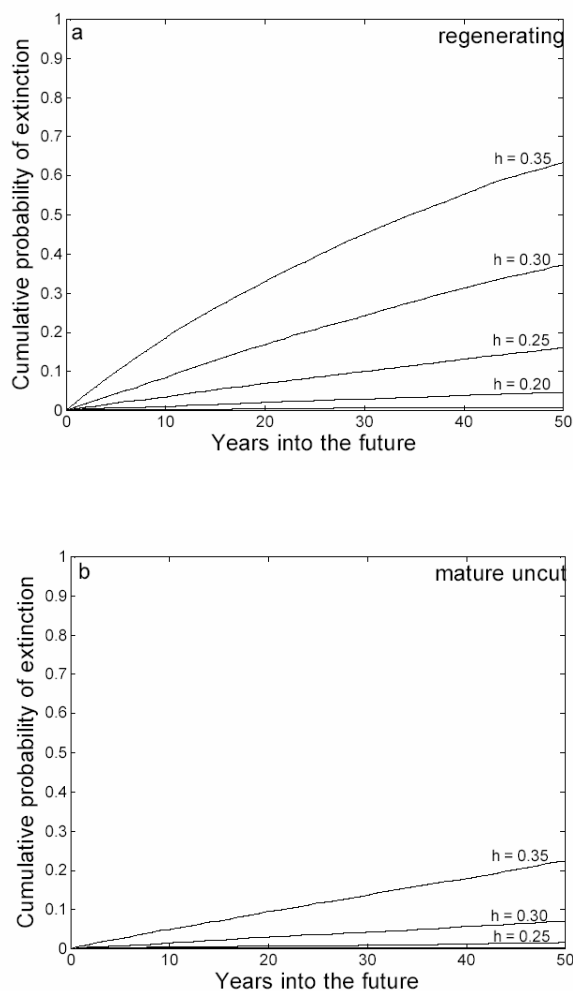 a
regenerating
Cumulative probability of extinction
1
0.9
0.8
0.7
0.6
0.5
0.4
0.3
0.2
0.1
0
h = 0.35
h = 0.30
h = 0.25
h = 0.20
0 10 20 30 40 50
Years into the future
b
mature uncut
Cumulative probability of extinction
1
0.9
0.8
0.7
0.6
0.5
0.4
0.3
0.2
0.1
0
h = 0.35
h = 0.30
h = 0.25
0 10 20 30 40 50
Years into the future